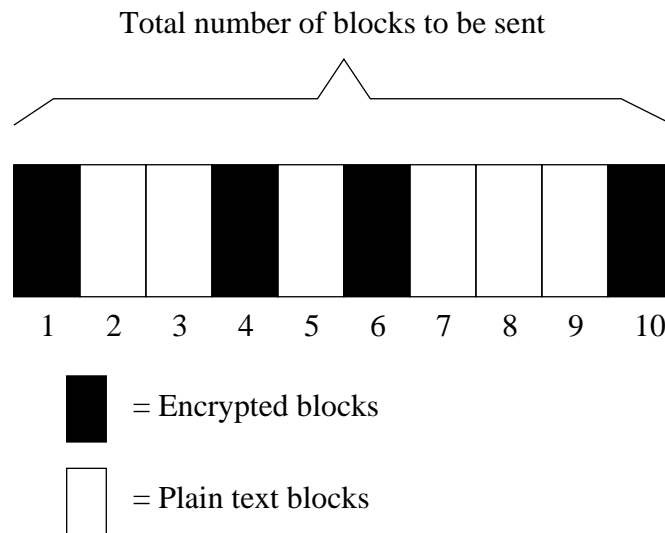 Total number of blocks to be sent
1 2 3 4 5 6 7 8 9 10
= Encrypted blocks
= Plain text blocks